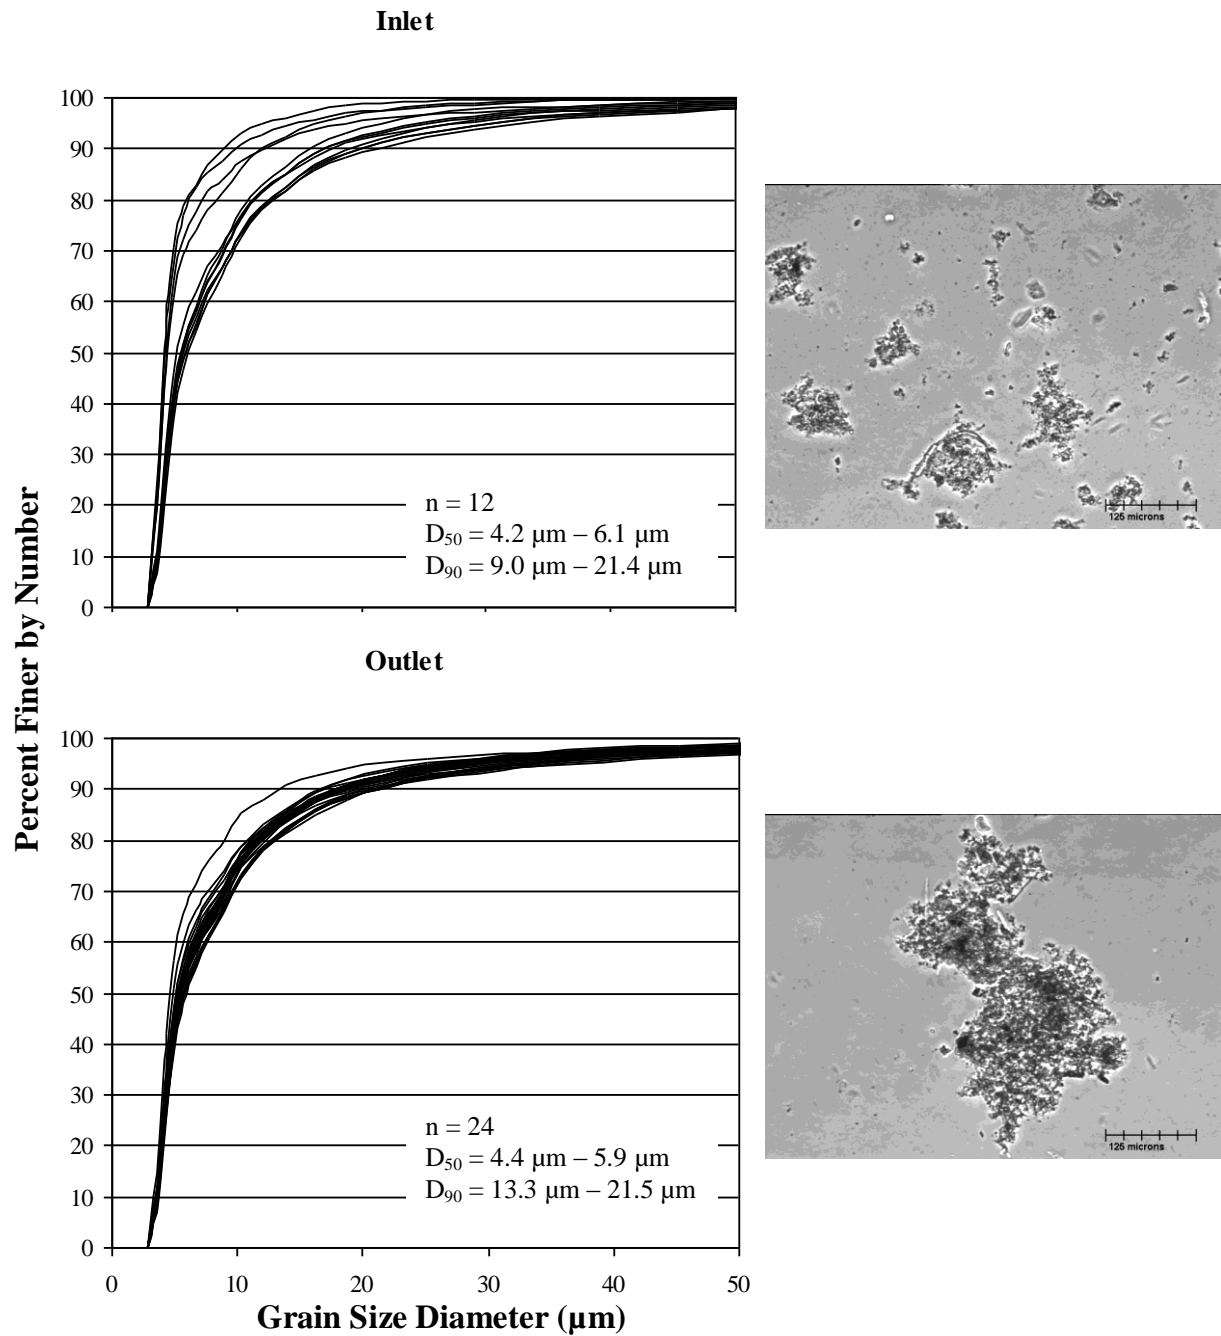 Inlet
100
90
80
70
60
50
40
30
20
10
0
n = 12
D₅₀ = 4.2 µm – 6.1 µm
D₉₀ = 9.0 µm – 21.4 µm
125 microns
Percent Finer by Number
Outlet
100
90
80
70
60
50
40
30
20
10
0
n = 24
D₅₀ = 4.4 µm – 5.9 µm
D₉₀ = 13.3 µm – 21.5 µm
125 microns
0 10 20 30 40 50
Grain Size Diameter (µm)